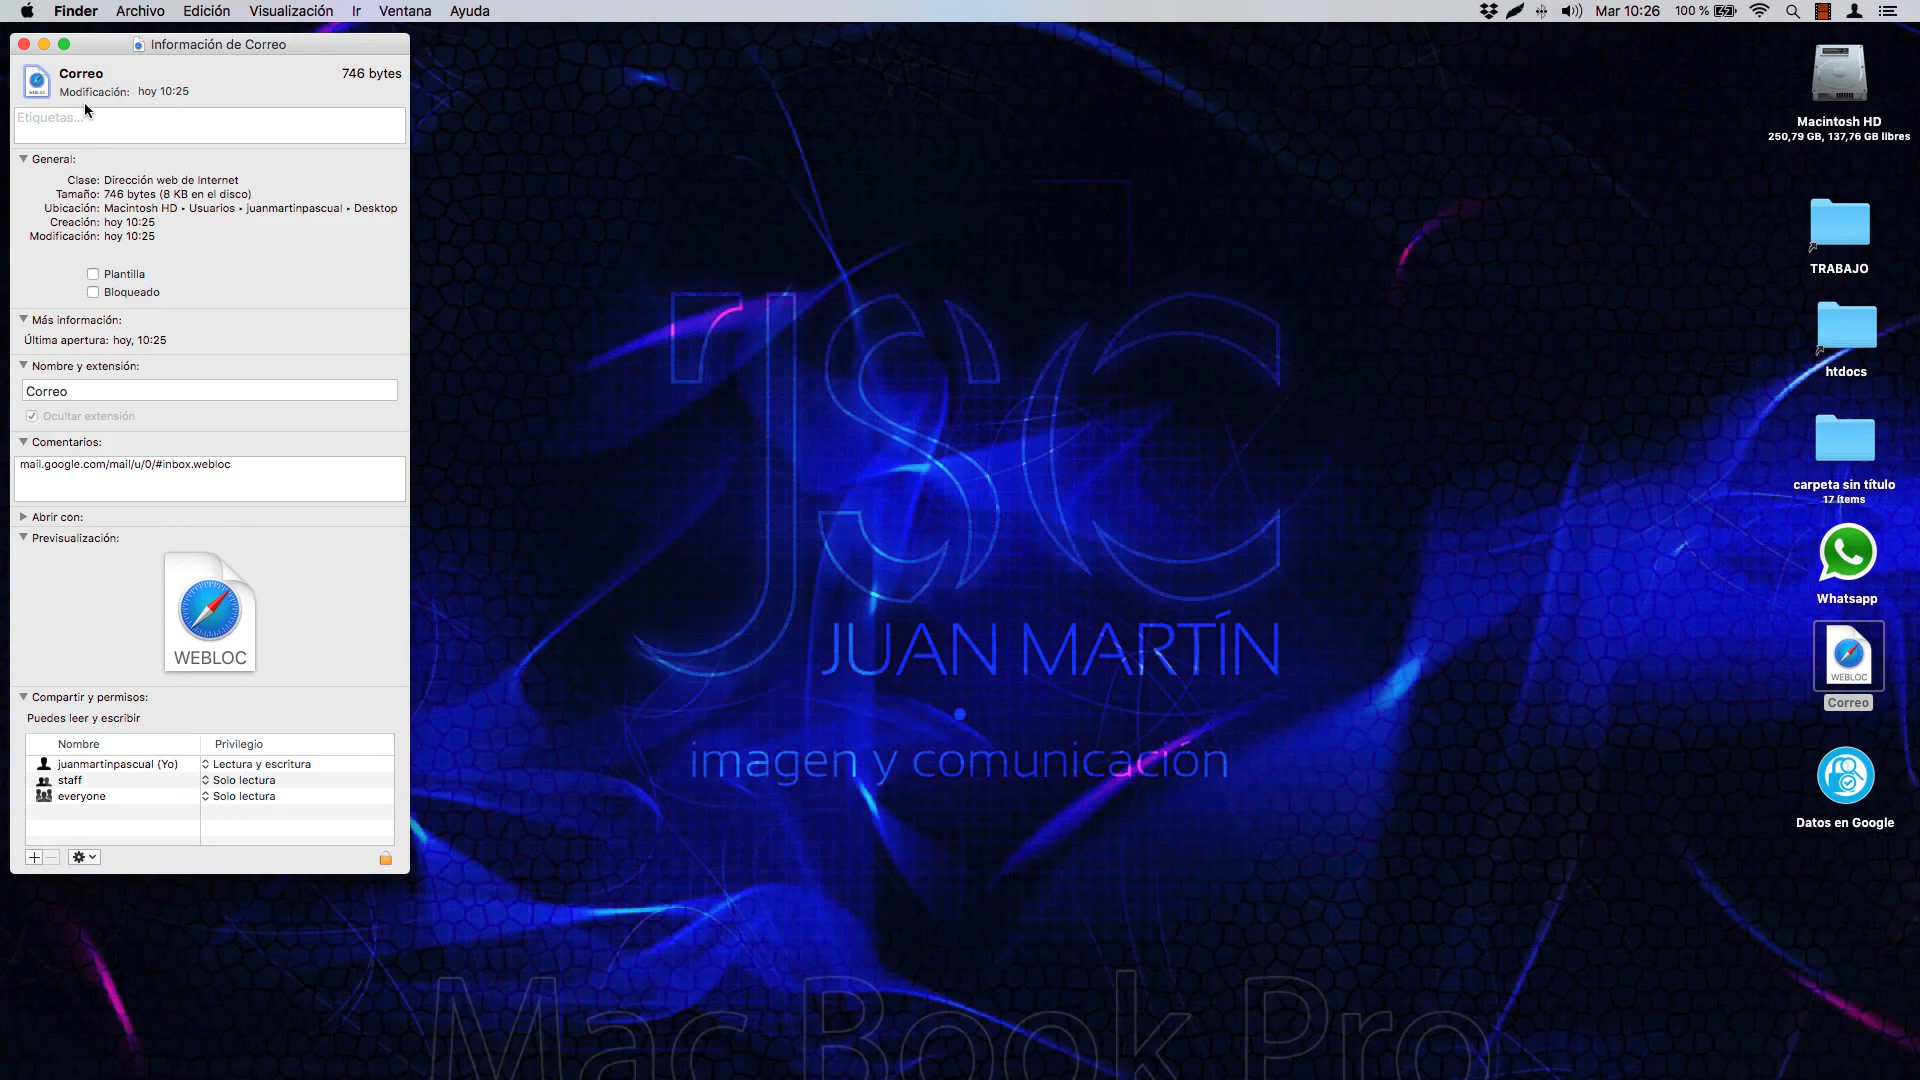 Finder Archivo Edición Visualización Ir Ventana Ayuda
Mar 10:26 100 %
Información de Correo
Correo 746 bytes
Modificación: hoy 10:25
WEBLOC
Etiquetas...
General:
Clase: Dirección web de Internet
Tamaño: 746 bytes (8 KB en el disco)
Ubicación: Macintosh HD ▸ Usuarios ▸ juanmartinpascual ▸ Desktop
Creación: hoy 10:25
Modificación: hoy 10:25
Plantilla
Bloqueado
Más información:
Última apertura: hoy, 10:25
Nombre y extensión:
Correo
Ocultar extensión
Comentarios:
mail.google.com/mail/u/0/#inbox.webloc
Abrir con:
Previsualización:
WEBLOC
Compartir y permisos:
Puedes leer y escribir
Nombre Privilegio
juanmartinpascual (Yo) Lectura y escritura
staff Solo lectura
everyone Solo lectura
JUAN MARTÍN
imagen y comunicación
Mac Book Pro
Macintosh HD
250,79 GB, 137,76 GB libres
TRABAJO
htdocs
carpeta sin título
17 ítems
Whatsapp
WEBLOC
Correo
Datos en Google